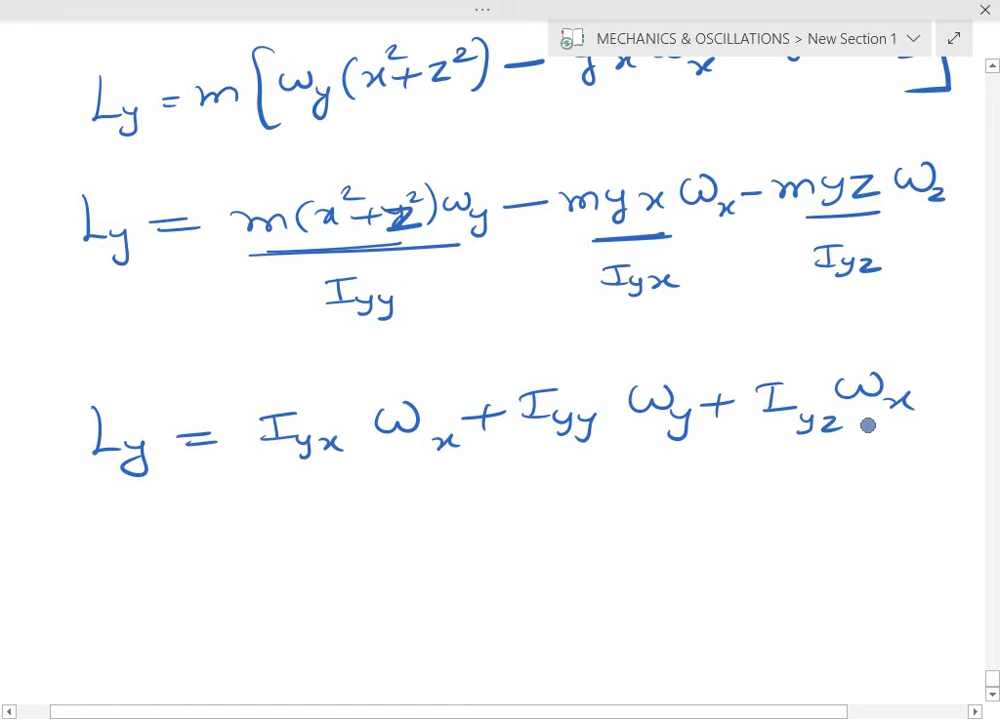 MECHANICS & OSCILLATIONS > New Section 1
Ly = m[ωy(x²+z²) – yxωx
Ly = m(x²+z²)ωy – myx ωx – myz ωz
Iyy Iyx Iyz
Ly = Iyx ωx + Iyy ωy + Iyz ωx